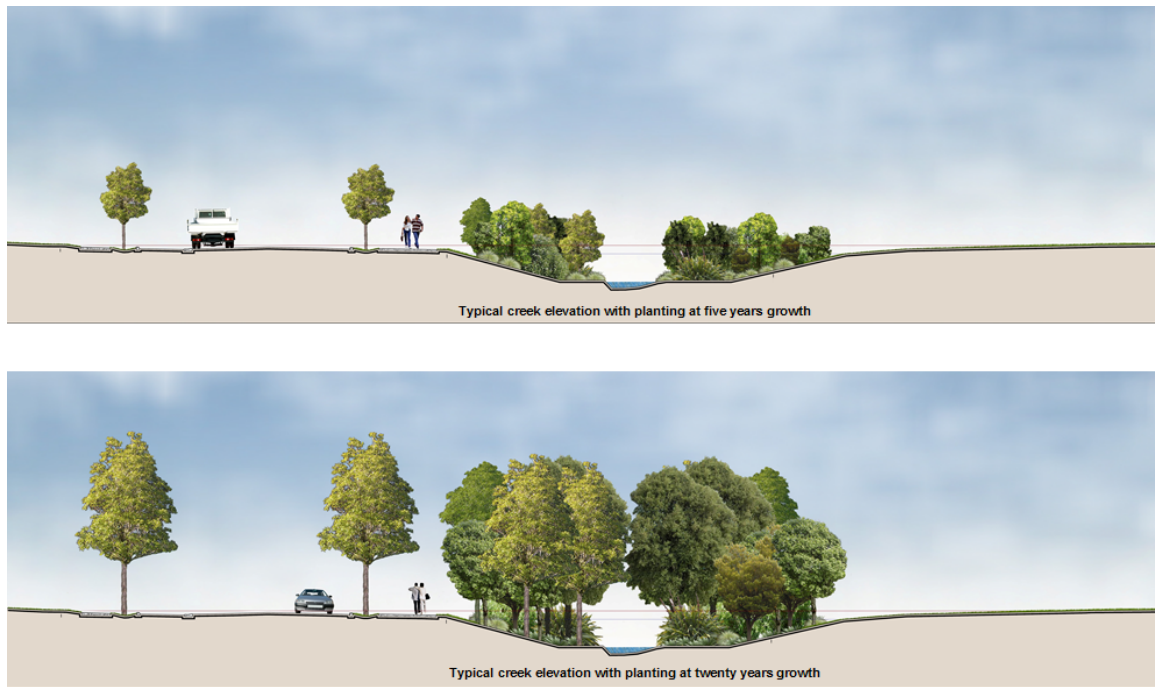 Typical creek elevation with planting at five years growth
Typical creek elevation with planting at twenty years growth